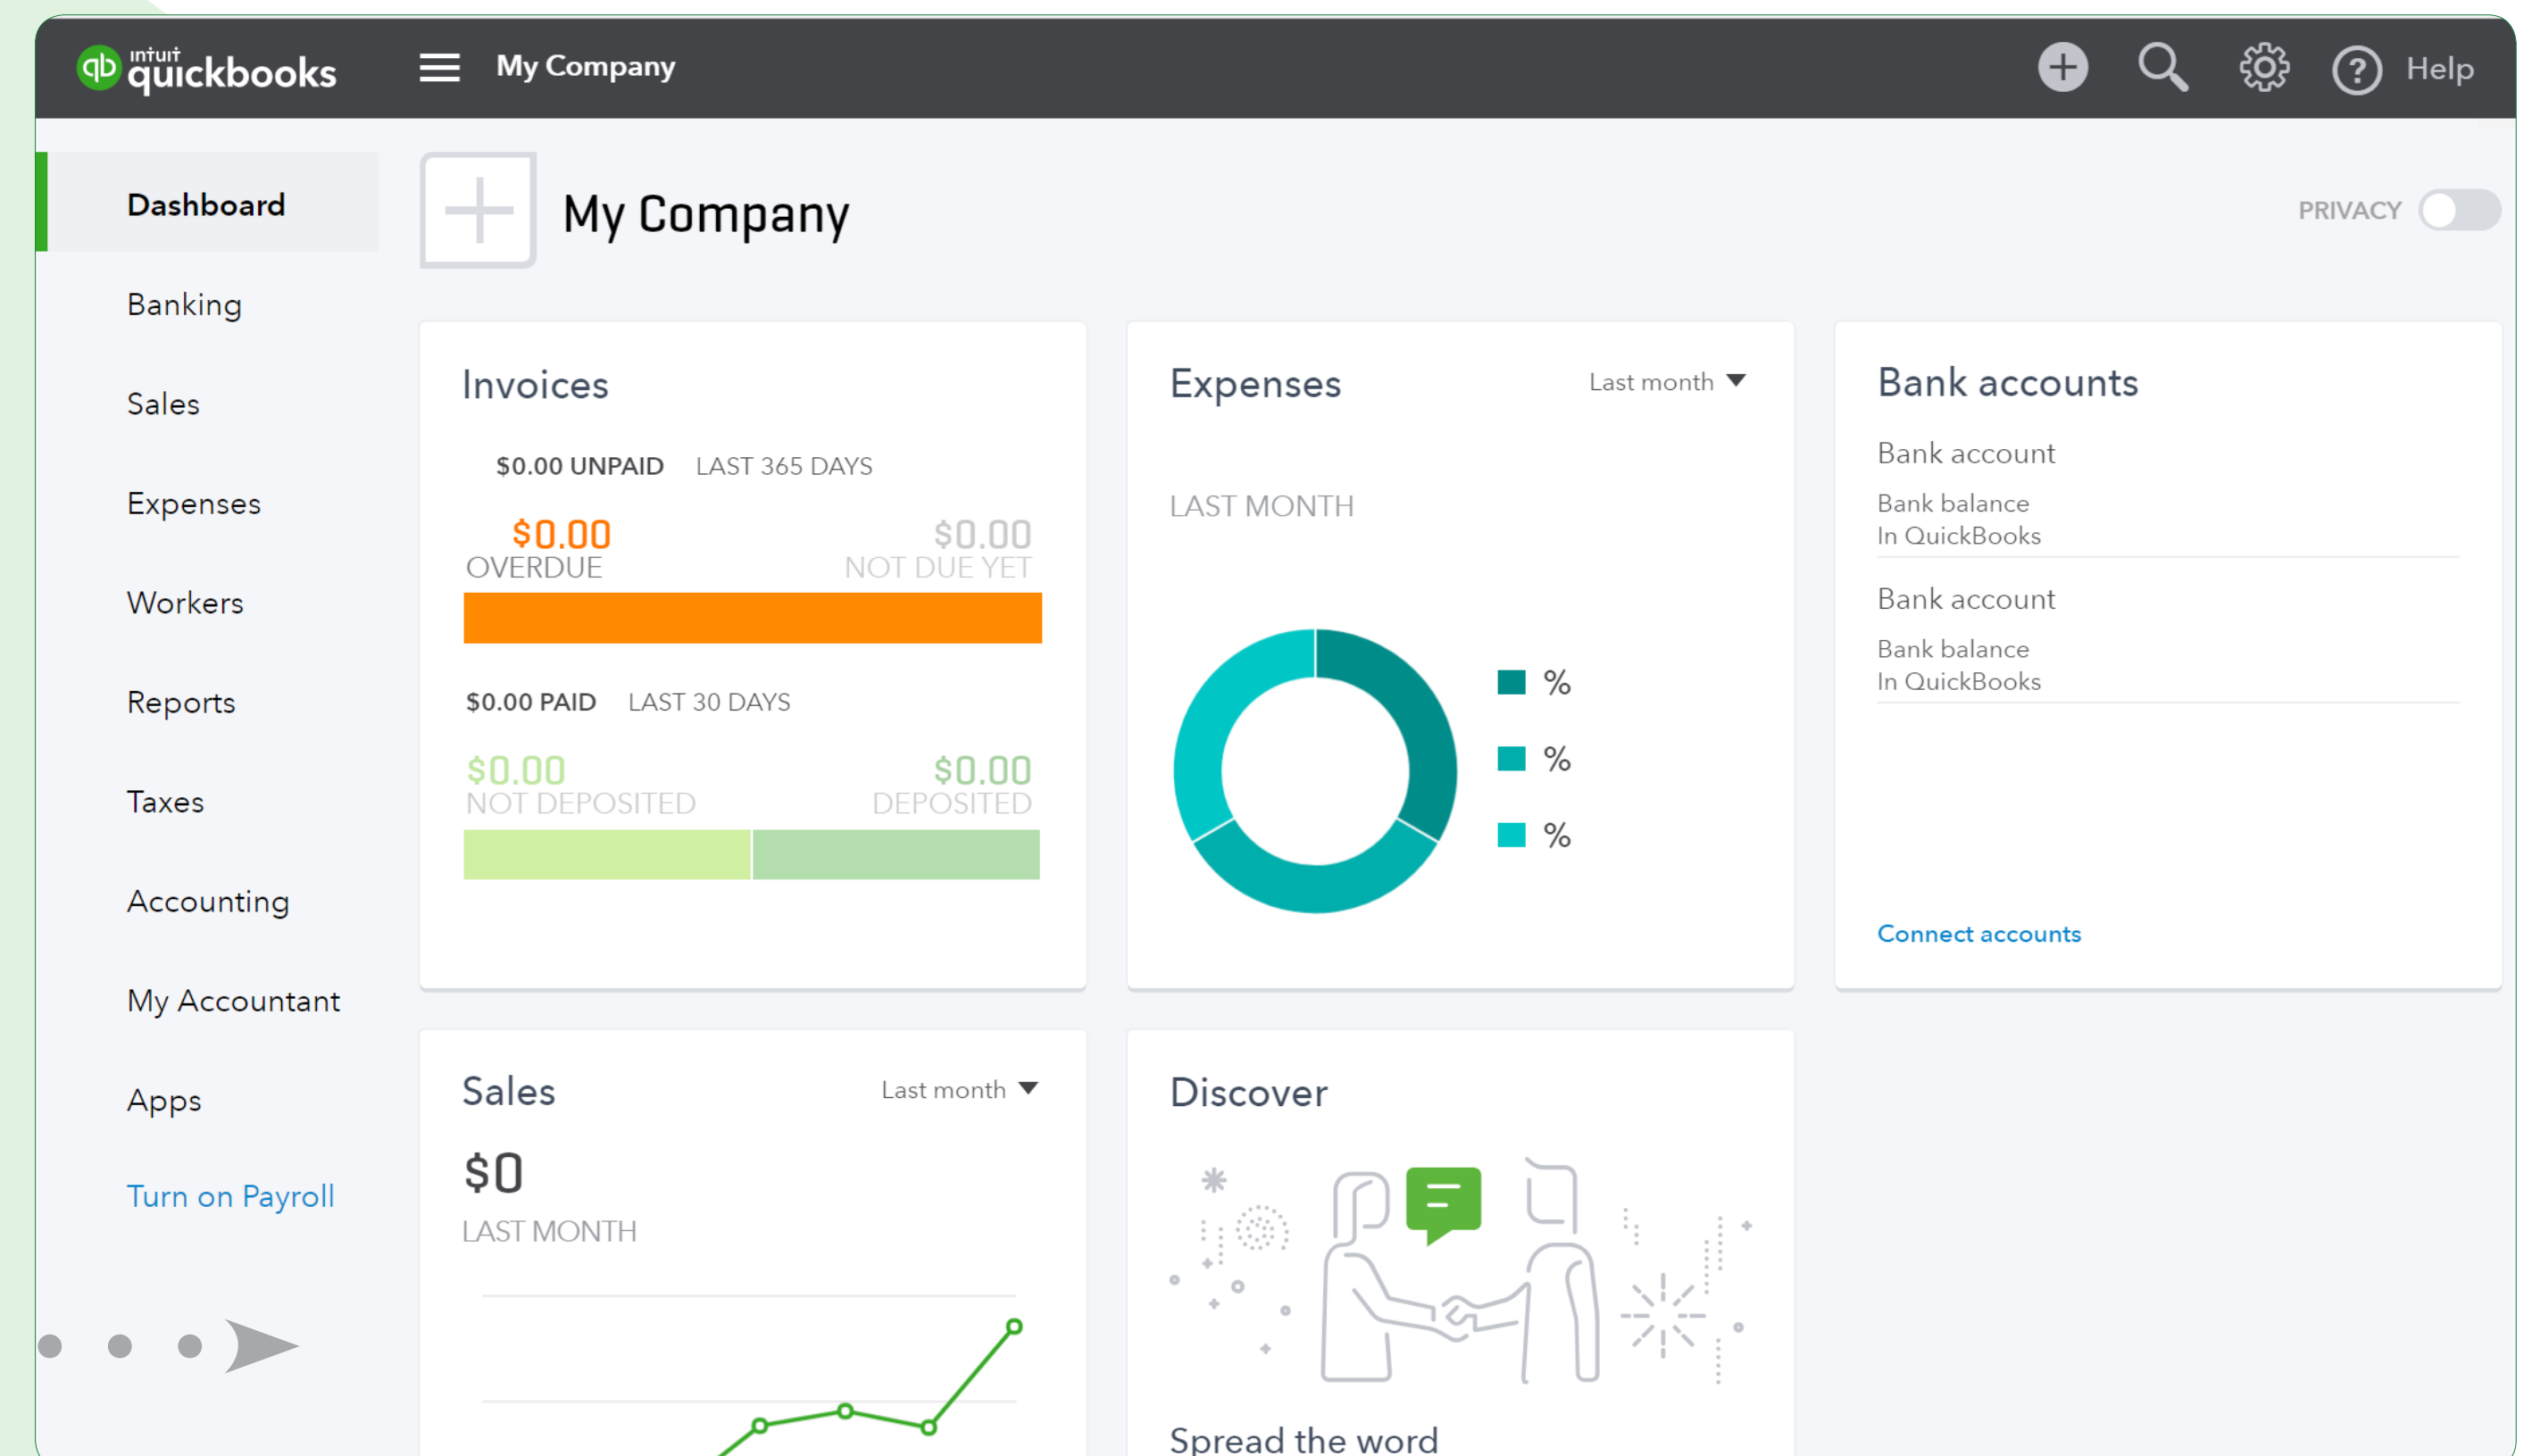 intuit
quickbooks
My Company
Help
Dashboard
Banking
Sales
Expenses
Workers
Reports
Taxes
Accounting
My Accountant
Apps
Turn on Payroll
My Company
PRIVACY
Invoices
$0.00 UNPAID LAST 365 DAYS
$0.00 $0.00
OVERDUE NOT DUE YET
$0.00 PAID LAST 30 DAYS
$0.00 $0.00
NOT DEPOSITED DEPOSITED
Expenses Last month
LAST MONTH
%
%
%
Bank accounts
Bank account
Bank balance
In QuickBooks
Bank account
Bank balance
In QuickBooks
Connect accounts
Sales Last month
$0
LAST MONTH
Discover
Spread the word